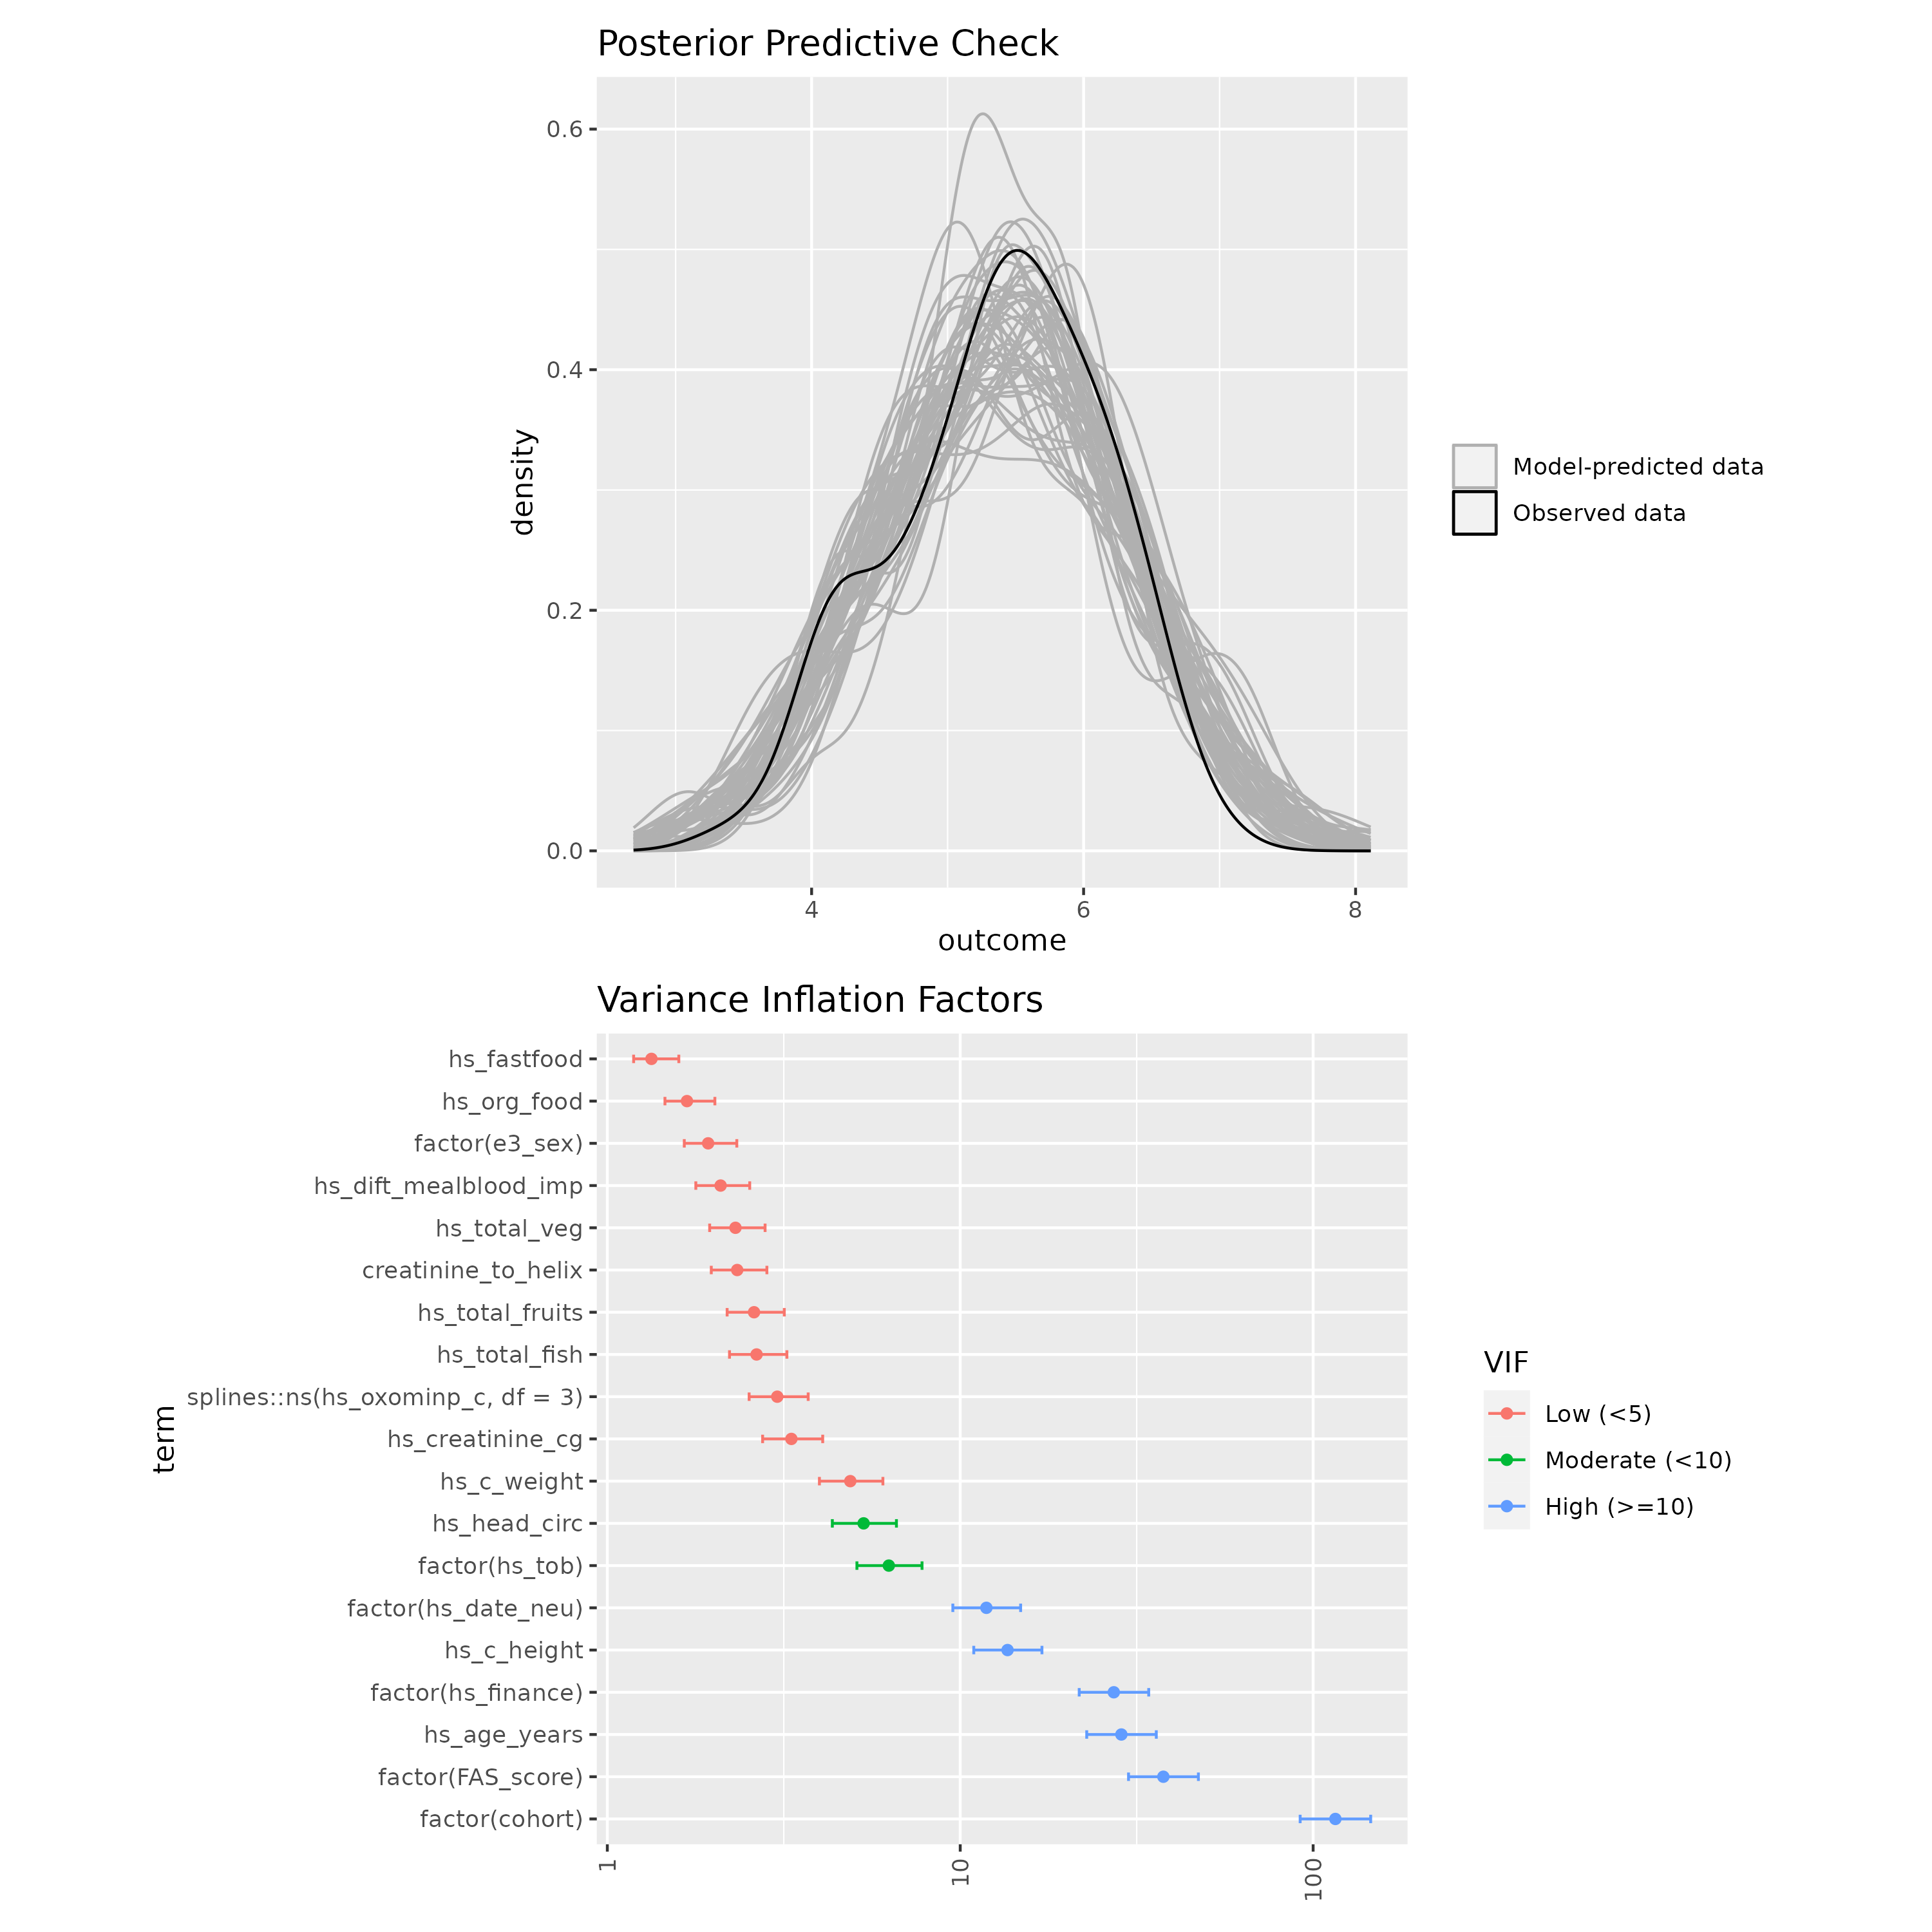 Posterior Predictive Check
0.6
0.4
0.2
0.0
density
4
6
8
outcome
Model-predicted data
Observed data
Variance Inflation Factors
hs_fastfood
hs_org_food
factor(e3_sex)
hs_dift_mealblood_imp
hs_total_veg
creatinine_to_helix
hs_total_fruits
hs_total_fish
splines::ns(hs_oxominp_c, df = 3)
hs_creatinine_cg
hs_c_weight
hs_head_circ
factor(hs_tob)
factor(hs_date_neu)
hs_c_height
factor(hs_finance)
hs_age_years
factor(FAS_score)
factor(cohort)
term
1
10
100
VIF
Low (<5)
Moderate (<10)
High (>=10)